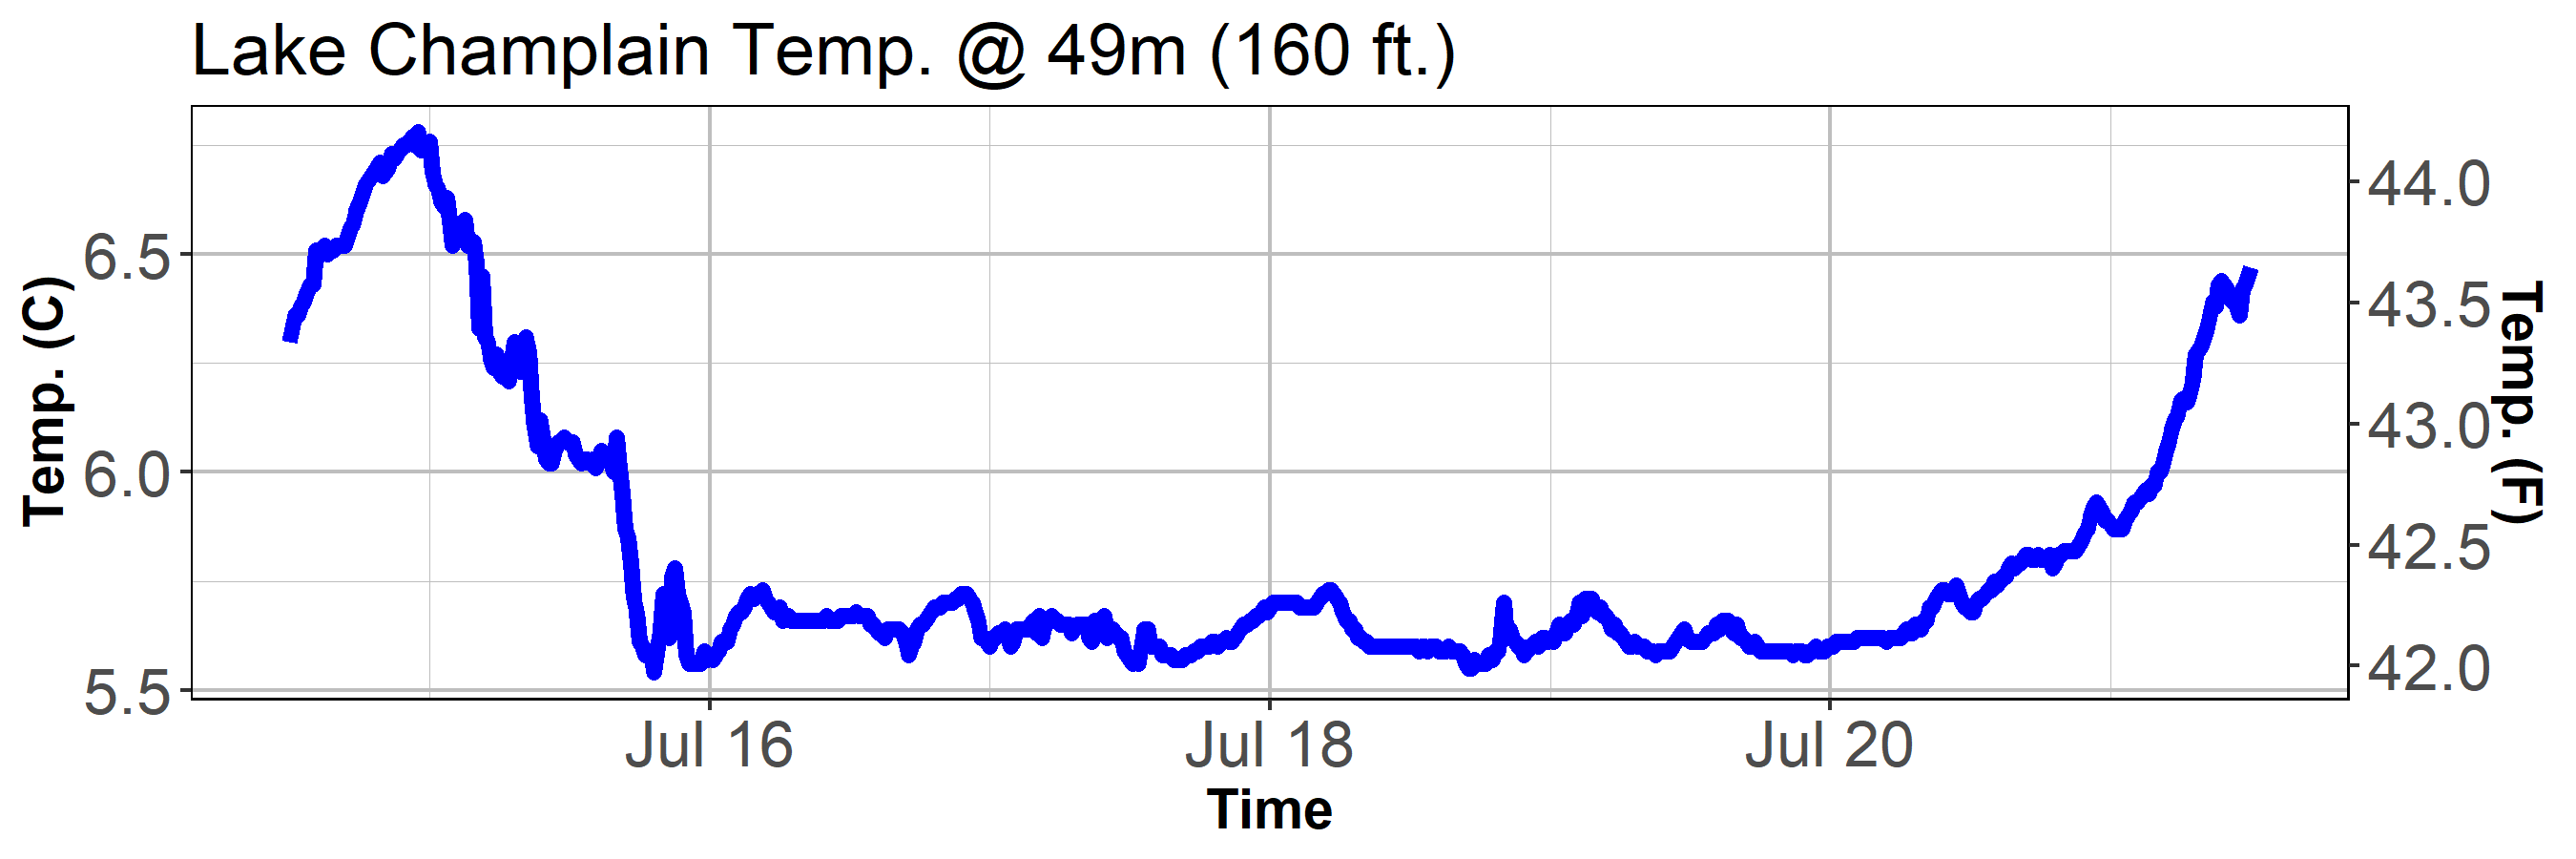 Lake Champlain Temp. @ 49m (160 ft.)
Temp. (C)
6.5
6.0
5.5
44.0
43.5
43.0
42.5
42.0
Temp. (F)
Jul 16
Jul 18
Jul 20
Time